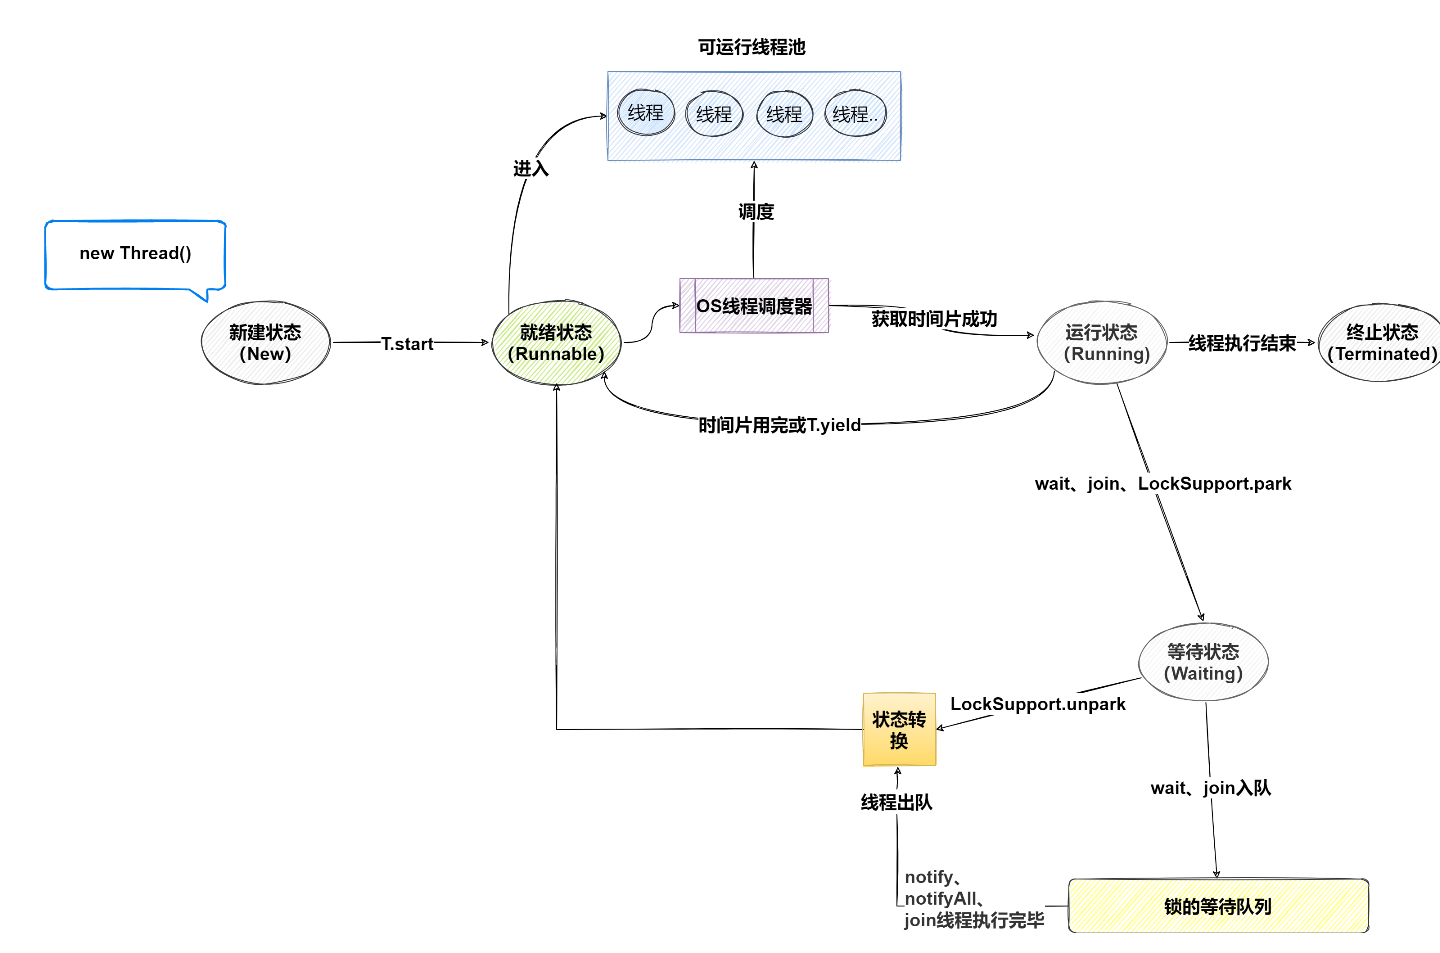 可运行线程池
线程
线程
线程
线程..
进入
调度
new Thread()
OS线程调度器
获取时间片成功
新建状态
（New）
T.start
就绪状态
（Runnable）
运行状态
（Running)
线程执行结束
终止状态
（Terminated）
时间片用完或T.yield
wait、join、LockSupport.park
等待状态
（Waiting）
LockSupport.unpark
状态转
换
wait、join入队
线程出队
notify、
notifyAll、
join线程执行完毕
锁的等待队列